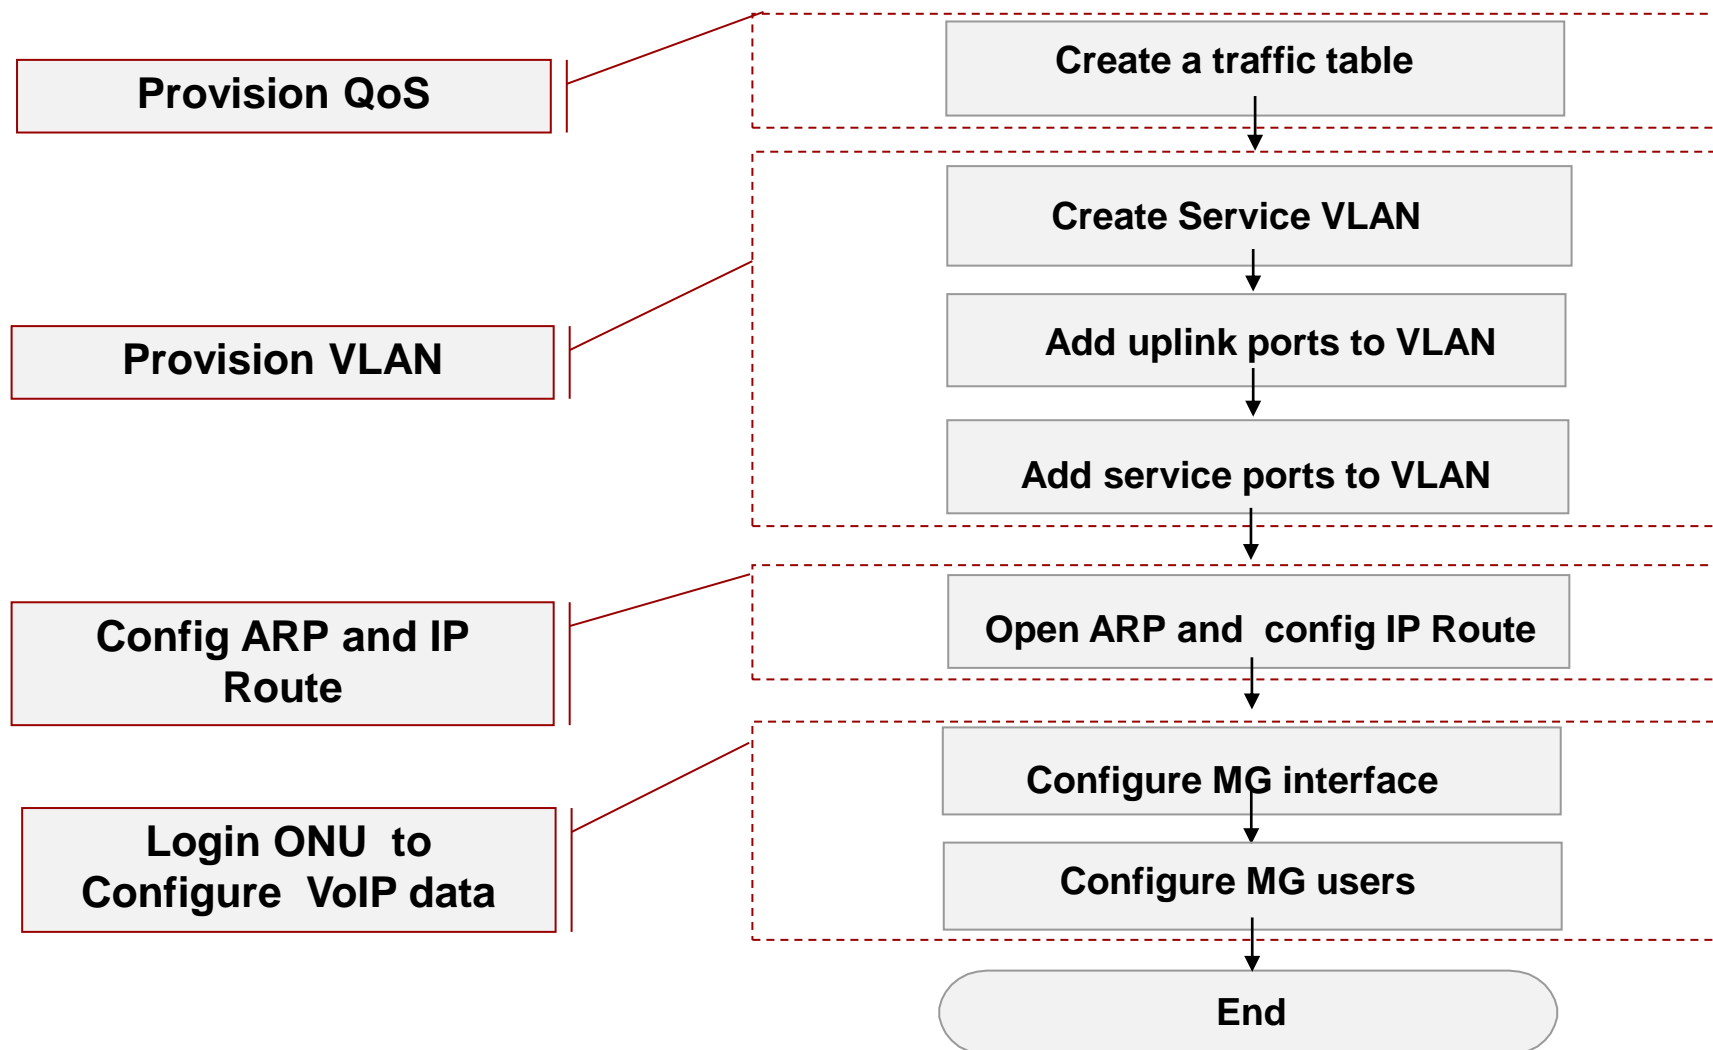 Provision QoS
Create a traffic table
Create Service VLAN
Provision VLAN
Add uplink ports to VLAN
Add service ports to VLAN
Config ARP and IP
Route
Open ARP and  config IP Route
Configure MG interface
Login ONU  to
Configure  VoIP data
Configure MG users
End